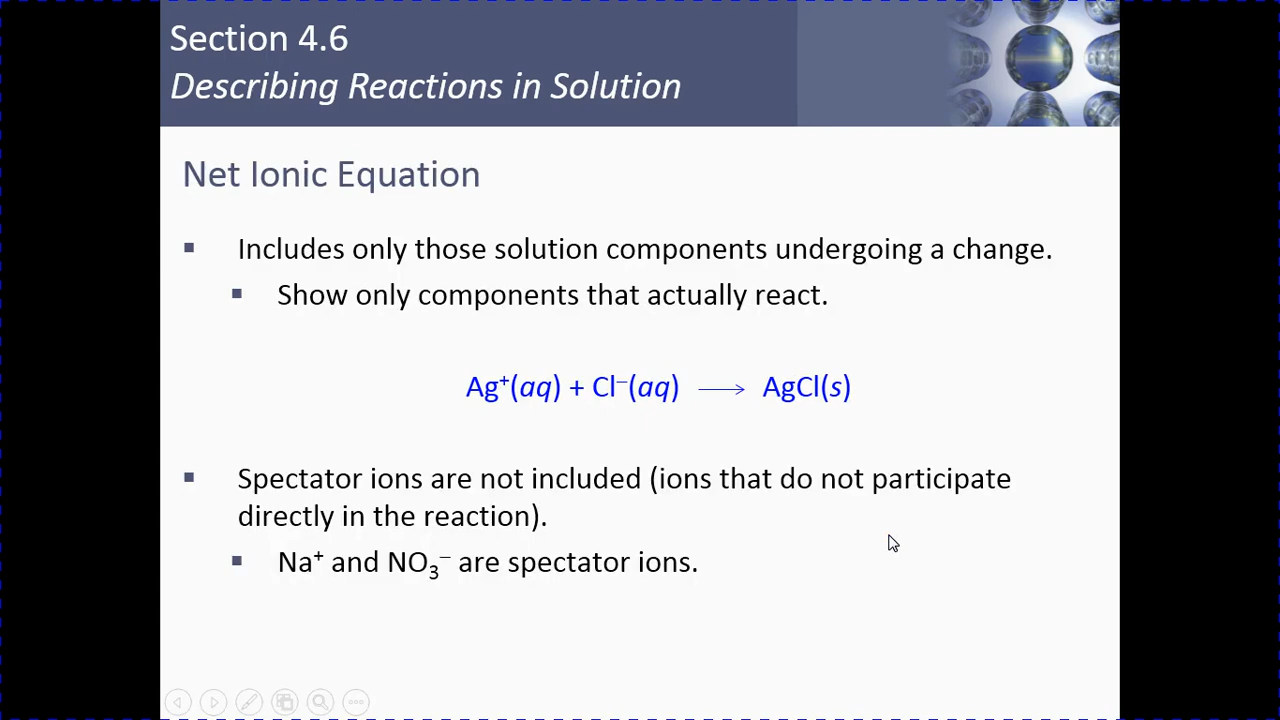 Section 4.6
Describing Reactions in Solution
Net Ionic Equation
▪ Includes only those solution components undergoing a change.
▪ Show only components that actually react.
Ag⁺(aq) + Cl⁻(aq) ⟶ AgCl(s)
▪ Spectator ions are not included (ions that do not participate
directly in the reaction).
▪ Na⁺ and NO₃⁻ are spectator ions.